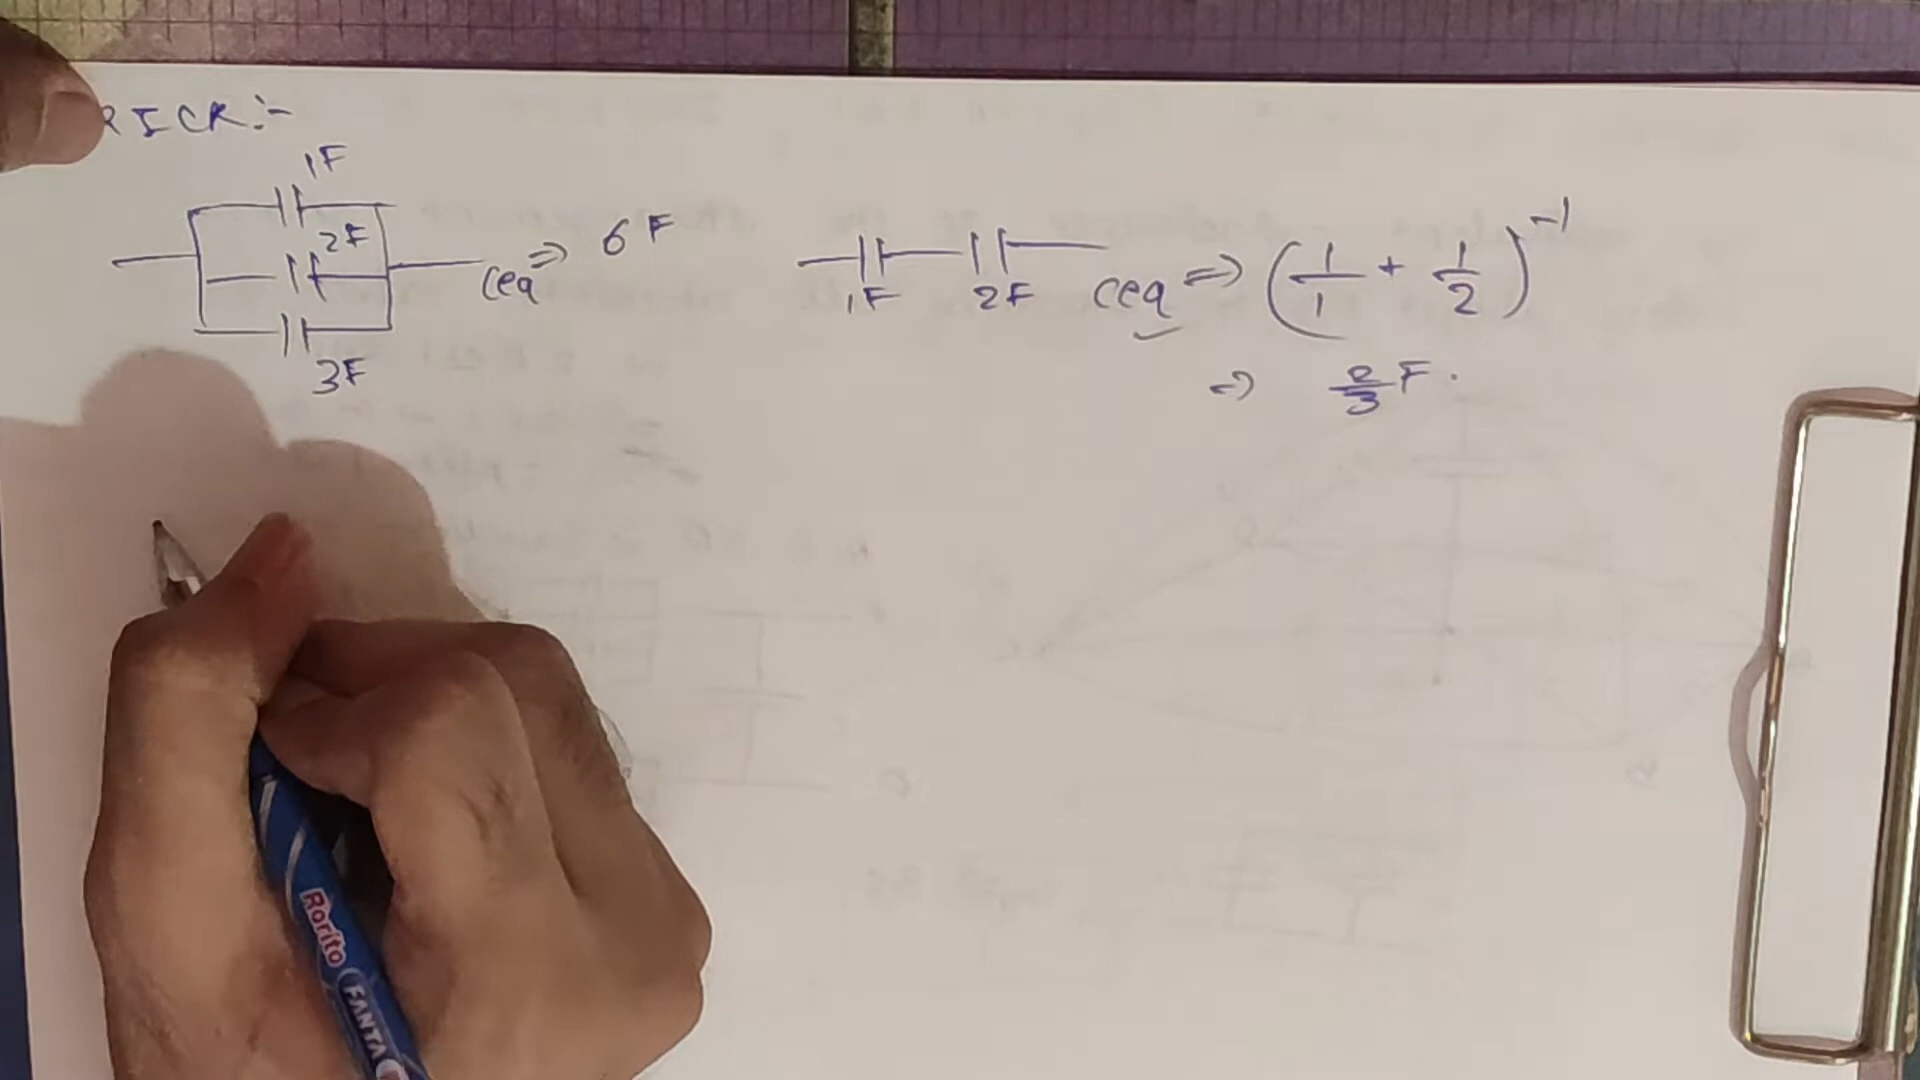 RICK:-
1F
2F
3F
Ceq => 6F
1F 2F Ceq => (1/1 + 1/2)^-1
=> 2/3 F.
Rorito
FANTA